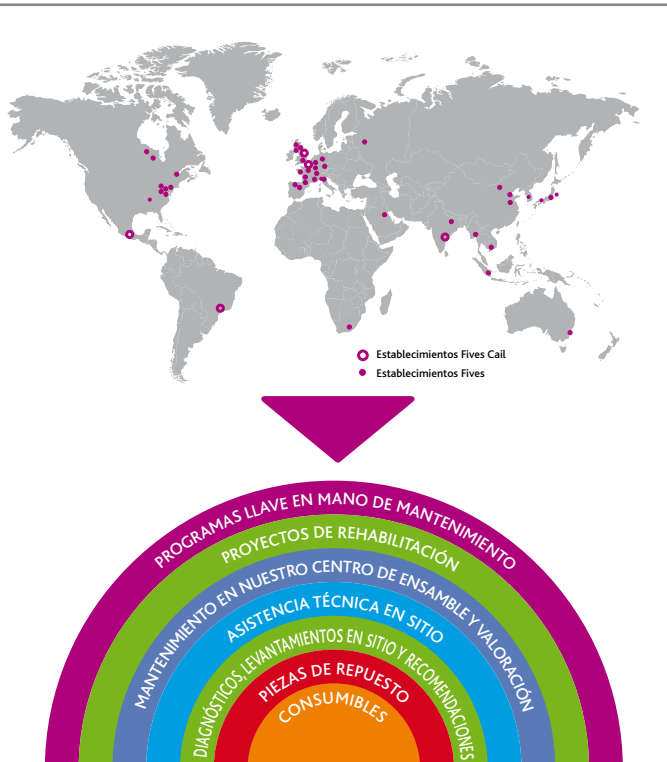 Establecimientos Fives Cail
Establecimientos Fives
PROGRAMAS LLAVE EN MANO DE MANTENIMIENTO
PROYECTOS DE REHABILITACIÓN
MANTENIMIENTO EN NUESTRO CENTRO DE ENSAMBLE Y VALORACIÓN
ASISTENCIA TÉCNICA EN SITIO
DIAGNÓSTICOS, LEVANTAMIENTOS EN SITIO Y RECOMENDACIONES
PIEZAS DE REPUESTO
CONSUMIBLES